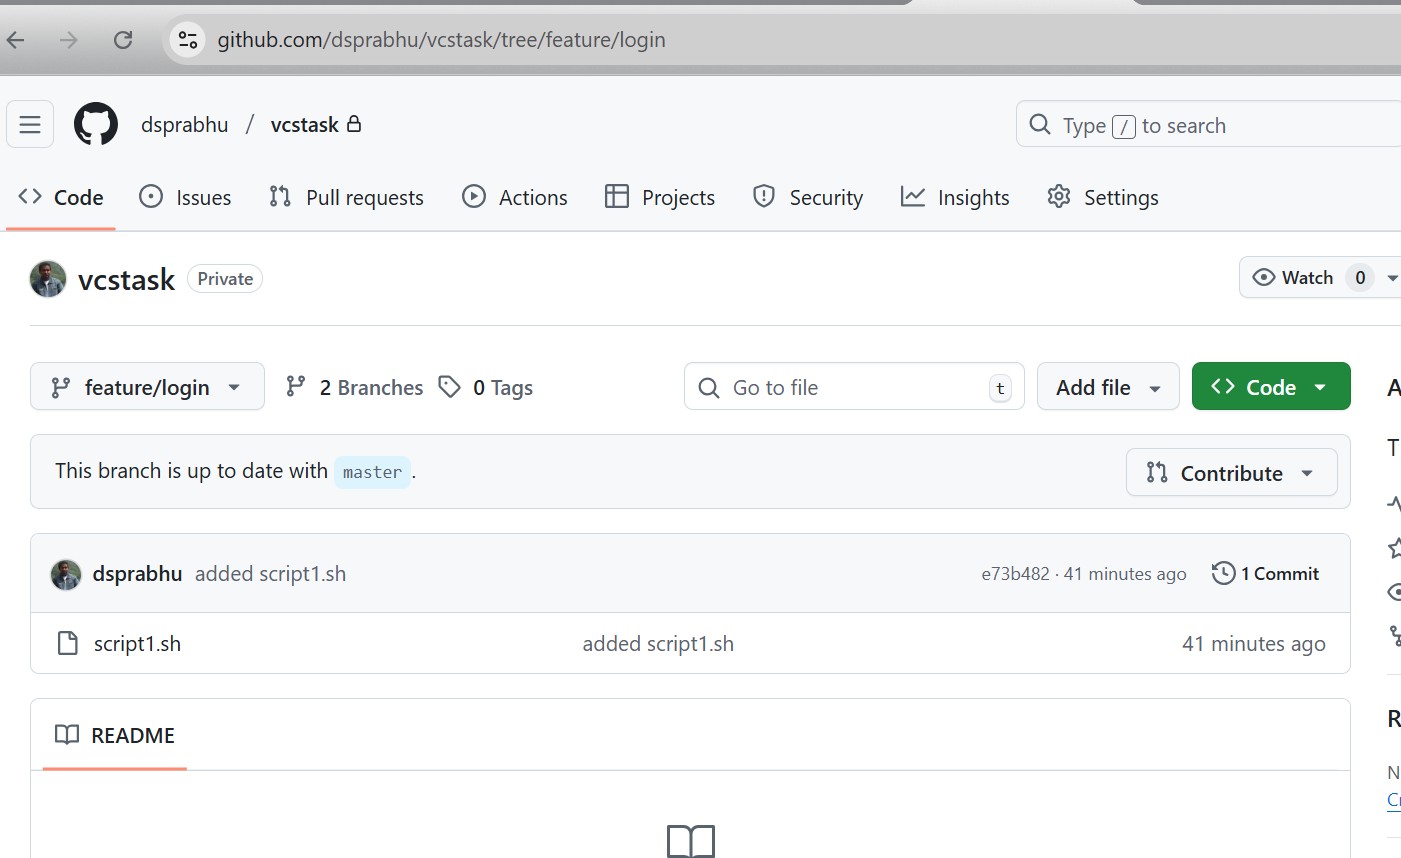 github.com/dsprabhu/vcstask/tree/feature/login
dsprabhu / vcstask
Type / to search
Code Issues Pull requests Actions Projects Security Insights Settings
vcstask Private
Watch 0
feature/login 2 Branches 0 Tags
Go to file t
Add file
Code
This branch is up to date with master .
Contribute
dsprabhu added script1.sh e73b482 · 41 minutes ago 1 Commit
script1.sh added script1.sh 41 minutes ago
README